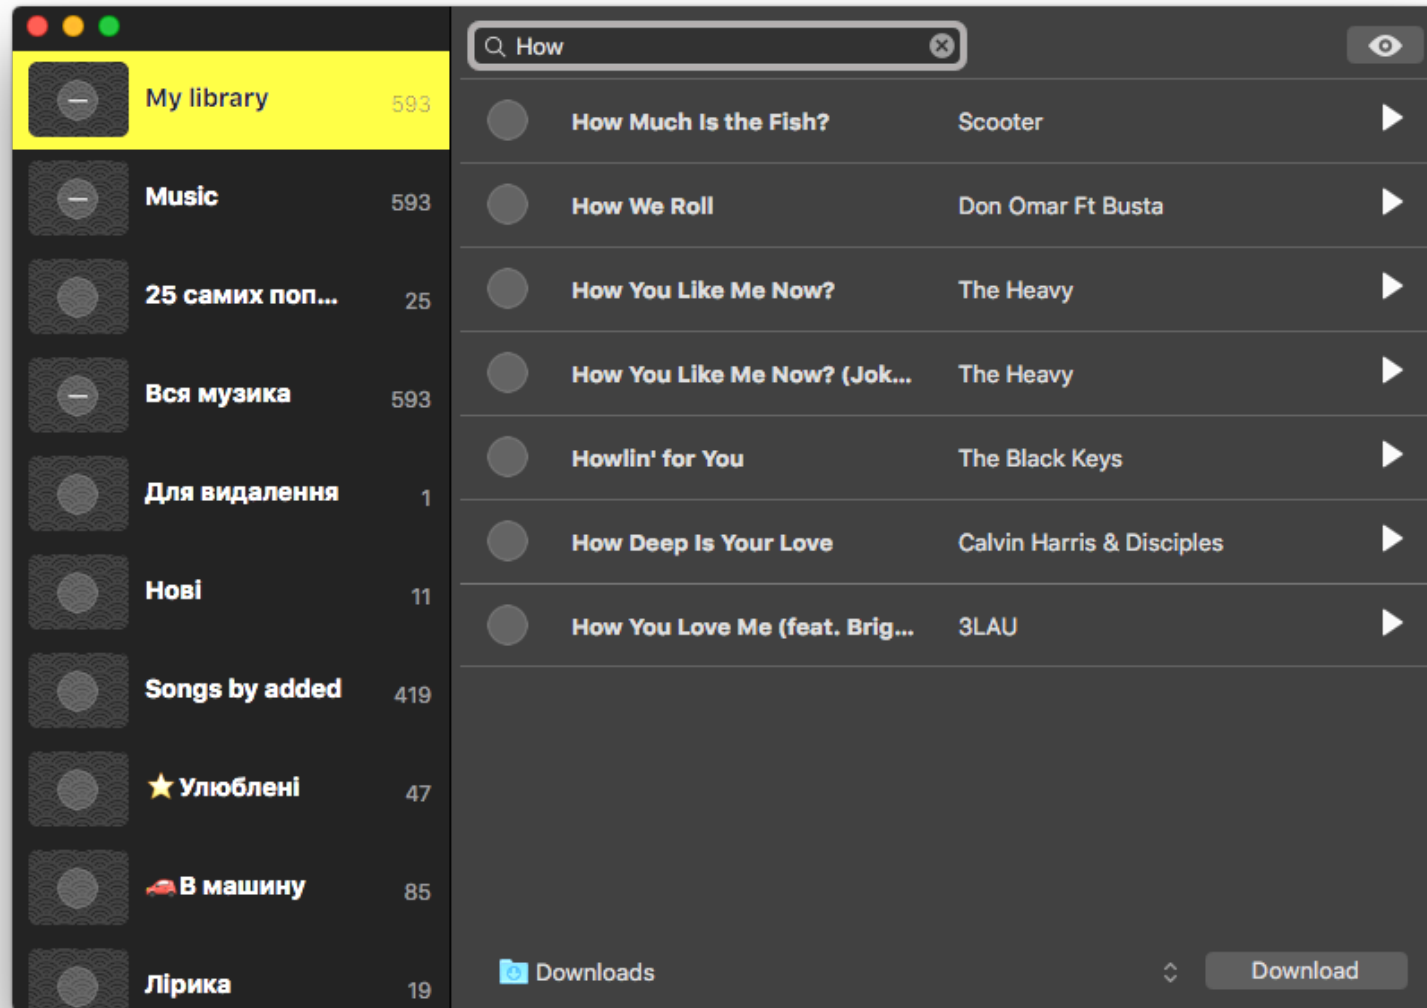 How
My library 593
Music 593
25 самих поп... 25
Вся музика 593
Для видалення 1
Нові 11
Songs by added 419
⭐Улюблені 47
🚗В машину 85
Лірика 19
How Much Is the Fish? Scooter
How We Roll Don Omar Ft Busta
How You Like Me Now? The Heavy
How You Like Me Now? (Jok... The Heavy
Howlin' for You The Black Keys
How Deep Is Your Love Calvin Harris & Disciples
How You Love Me (feat. Brig... 3LAU
Downloads
Download